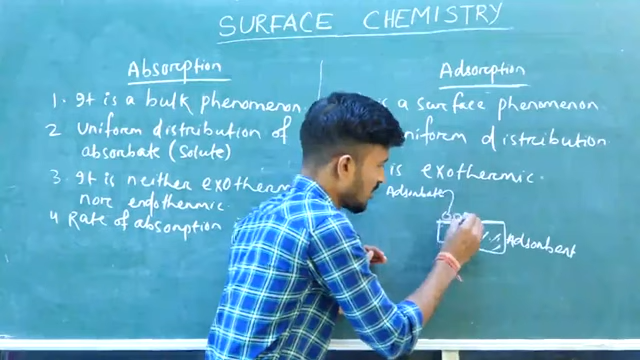 SURFACE CHEMISTRY
Absorption
1. It is a bulk phenomenon
2 Uniform distribution of
absorbate (Solute)
3. It is neither exotherm
nore endothermic
4 Rate of absorption
Adsorption
a surface phenomenon
niform distribution
is exothermic.
Adsorbate
Adsorbent